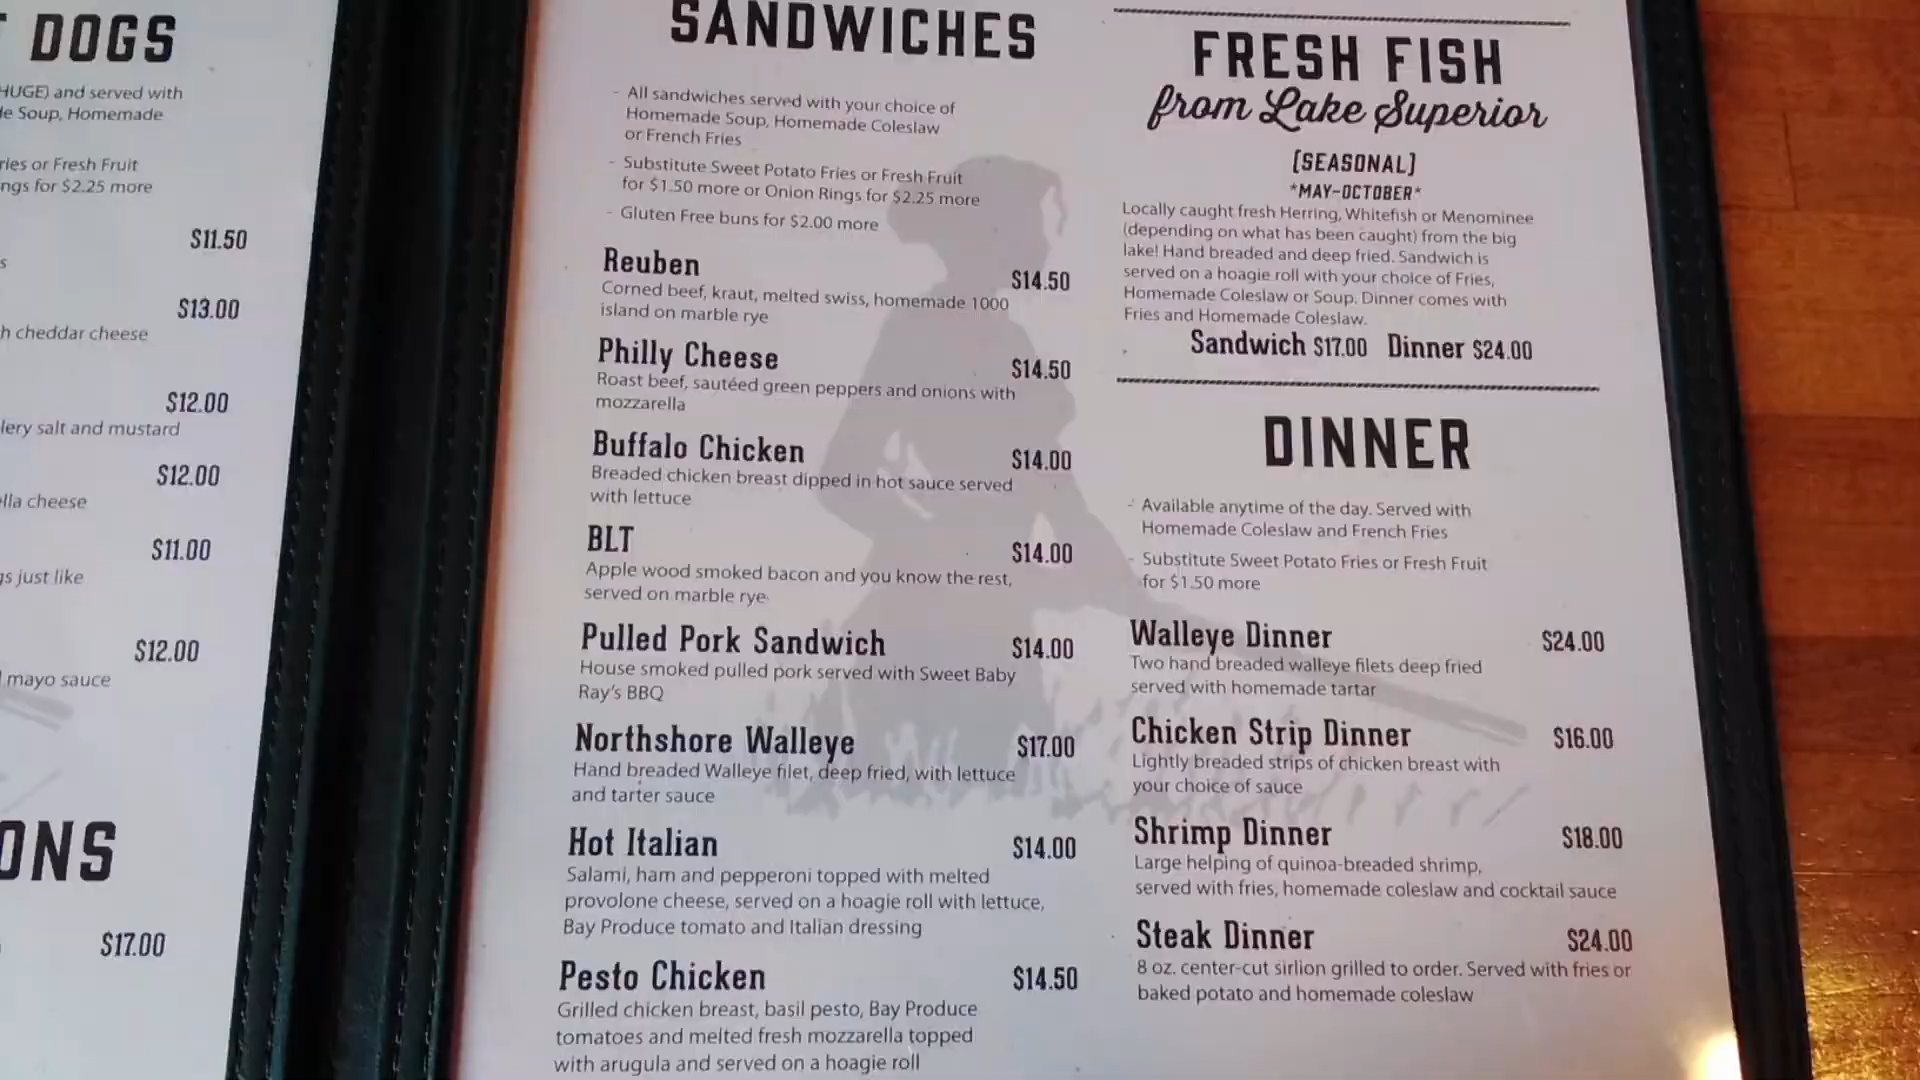 DOGS
HUGE) and served with
Soup, Homemade
ries or Fresh Fruit
ngs for $2.25 more
$11.50
s
$13.00
h cheddar cheese
$12.00
lery salt and mustard
$12.00
lla cheese
$11.00
gs just like
$12.00
mayo sauce
ONS
$17.00
SANDWICHES
- All sandwiches served with your choice of
Homemade Soup, Homemade Coleslaw
or French Fries
- Substitute Sweet Potato Fries or Fresh Fruit
for $1.50 more or Onion Rings for $2.25 more
- Gluten Free buns for $2.00 more
Reuben $14.50
Corned beef, kraut, melted swiss, homemade 1000
island on marble rye
Philly Cheese $14.50
Roast beef, sautéed green peppers and onions with
mozzarella
Buffalo Chicken $14.00
Breaded chicken breast dipped in hot sauce served
with lettuce
BLT $14.00
Apple wood smoked bacon and you know the rest,
served on marble rye
Pulled Pork Sandwich $14.00
House smoked pulled pork served with Sweet Baby
Ray's BBQ
Northshore Walleye $17.00
Hand breaded Walleye filet, deep fried, with lettuce
and tarter sauce
Hot Italian $14.00
Salami, ham and pepperoni topped with melted
provolone cheese, served on a hoagie roll with lettuce,
Bay Produce tomato and Italian dressing
Pesto Chicken $14.50
Grilled chicken breast, basil pesto, Bay Produce
tomatoes and melted fresh mozzarella topped
with arugula and served on a hoagie roll
FRESH FISH
from Lake Superior
[SEASONAL]
*MAY-OCTOBER*
Locally caught fresh Herring, Whitefish or Menominee
(depending on what has been caught) from the big
lake! Hand breaded and deep fried. Sandwich is
served on a hoagie roll with your choice of Fries,
Homemade Coleslaw or Soup. Dinner comes with
Fries and Homemade Coleslaw.
Sandwich $17.00 Dinner $24.00
DINNER
- Available anytime of the day. Served with
Homemade Coleslaw and French Fries
- Substitute Sweet Potato Fries or Fresh Fruit
for $1.50 more
Walleye Dinner $24.00
Two hand breaded walleye filets deep fried
served with homemade tartar
Chicken Strip Dinner $16.00
Lightly breaded strips of chicken breast with
your choice of sauce
Shrimp Dinner $18.00
Large helping of quinoa-breaded shrimp,
served with fries, homemade coleslaw and cocktail sauce
Steak Dinner $24.00
8 oz. center-cut sirlion grilled to order. Served with fries or
baked potato and homemade coleslaw